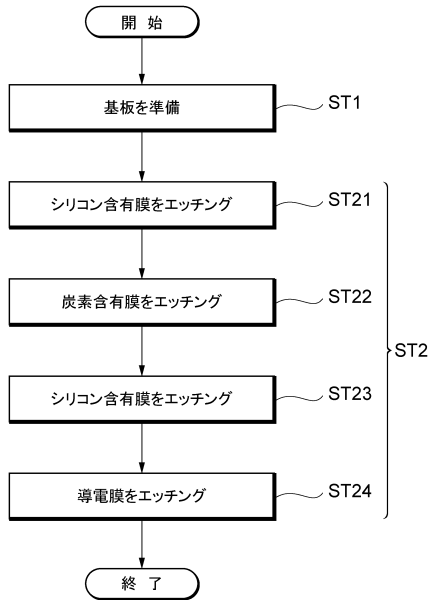 開 始
基板を準備
ST1
シリコン含有膜をエッチング
ST21
炭素含有膜をエッチング
ST22
ST2
シリコン含有膜をエッチング
ST23
導電膜をエッチング
ST24
終 了